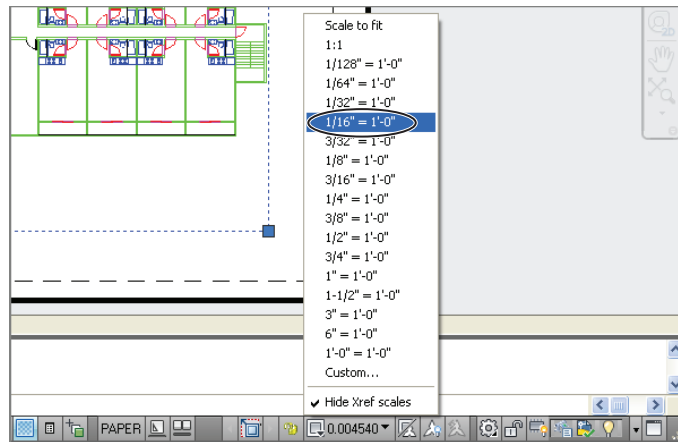 Scale to fit
1:1
1/128" = 1'-0"
1/64" = 1'-0"
1/32" = 1'-0"
1/16" = 1'-0"
3/32" = 1'-0"
1/8" = 1'-0"
3/16" = 1'-0"
1/4" = 1'-0"
3/8" = 1'-0"
1/2" = 1'-0"
3/4" = 1'-0"
1" = 1'-0"
1-1/2" = 1'-0"
3" = 1'-0"
6" = 1'-0"
1'-0" = 1'-0"
Custom...
Hide Xref scales
2D
PAPER
0.004540